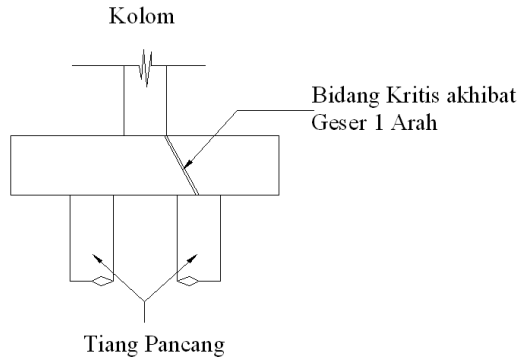 Kolom
Bidang Kritis akhibat
Geser 1 Arah
Tiang Pancang